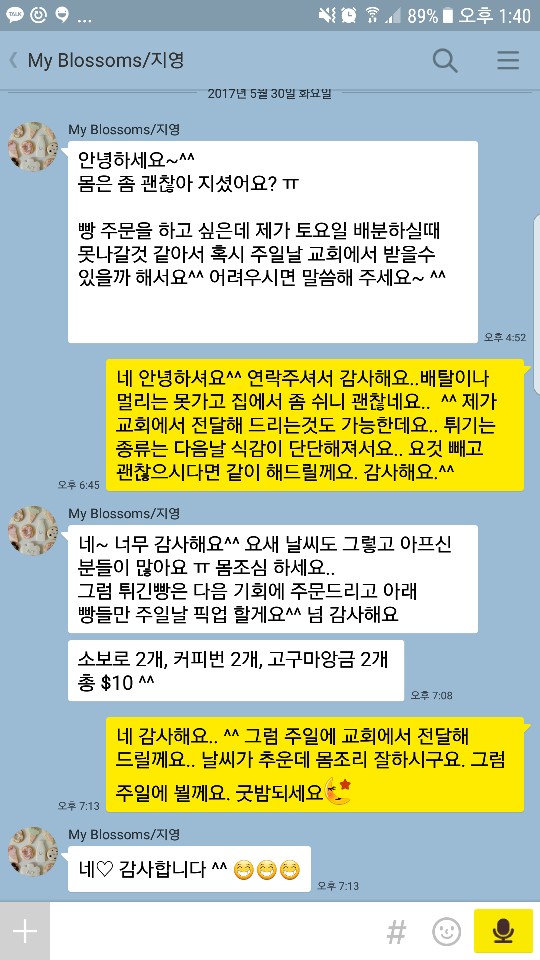 TALK ... 89% 오후 1:40
My Blossoms/지영
2017년 5월 30일 화요일
My Blossoms/지영
안녕하세요~^^
몸은 좀 괜찮아 지셨어요? ㅠ
빵 주문을 하고 싶은데 제가 토요일 배분하실때
못나갈것 같아서 혹시 주일날 교회에서 받을수
있을까 해서요^^ 어려우시면 말씀해 주세요~ ^^
오후 4:52
네 안녕하셔요^^ 연락주셔서 감사해요..배탈이나
멀리는 못가고 집에서 좀 쉬니 괜찮네요.. ^^ 제가
교회에서 전달해 드리는것도 가능한데요.. 튀기는
종류는 다음날 식감이 단단해져서요.. 요것 빼고
괜찮으시다면 같이 해드릴께요. 감사해요.^^
오후 6:45
My Blossoms/지영
네~ 너무 감사해요^^ 요새 날씨도 그렇고 아프신
분들이 많아요 ㅠ 몸조심 하세요..
그럼 튀긴빵은 다음 기회에 주문드리고 아래
빵들만 주일날 픽업 할게요^^ 넘 감사해요
소보로 2개, 커피번 2개, 고구마앙금 2개
총 $10 ^^
오후 7:08
네 감사해요.. ^^ 그럼 주일에 교회에서 전달해
드릴께요.. 날씨가 추운데 몸조리 잘하시구요. 그럼
주일에 뵐께요. 굿밤되세요
오후 7:13
My Blossoms/지영
네♡ 감사합니다 ^^ 😁😁😁
오후 7:13
#